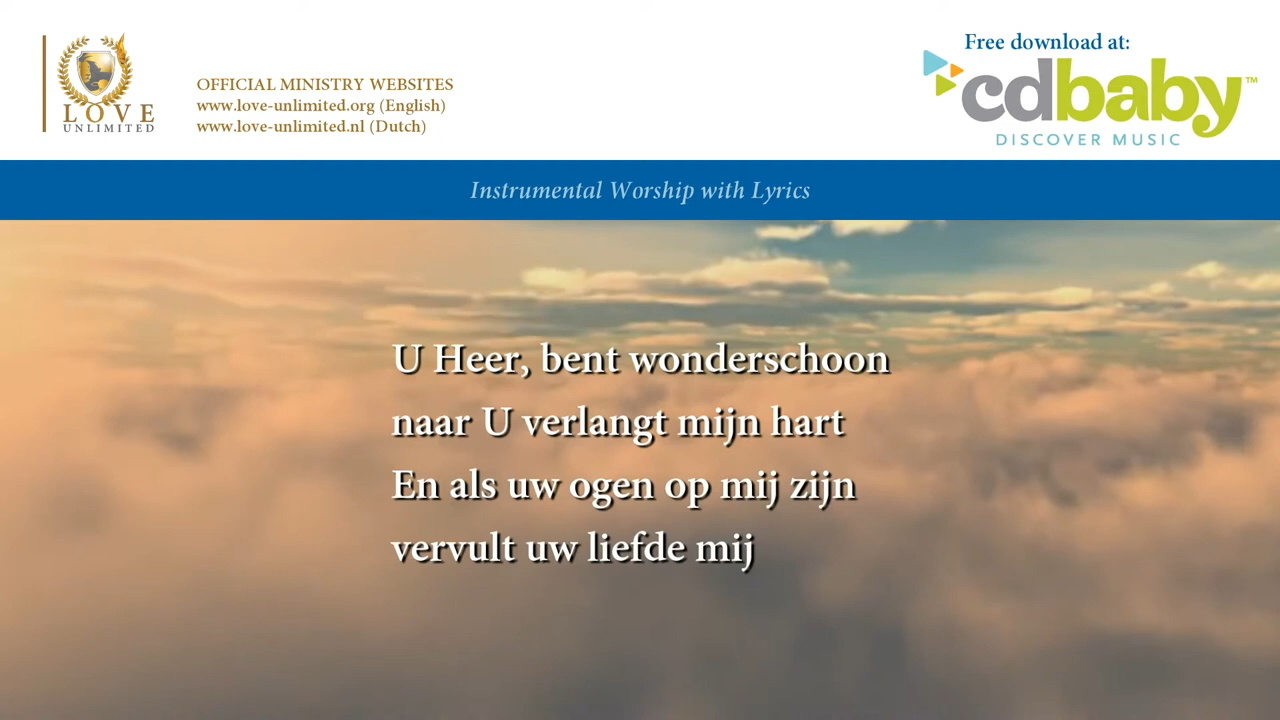 LOVE
UNLIMITED
OFFICIAL MINISTRY WEBSITES
www.love-unlimited.org (English)
www.love-unlimited.nl (Dutch)
Free download at:
cdbaby™
DISCOVER MUSIC
Instrumental Worship with Lyrics
U Heer, bent wonderschoon
naar U verlangt mijn hart
En als uw ogen op mij zijn
vervult uw liefde mij